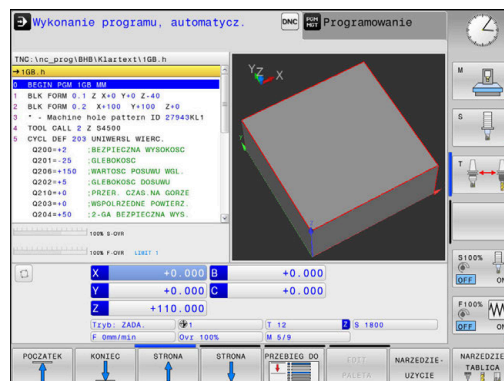 Wykonanie programu, automatycz.
DNC
PGM MGT
Programowanie
TNC:\nc_prog\BHB\Klartext\1GB.h
→1GB.h
0 BEGIN PGM 1GB MM
1 BLK FORM 0.1 Z X+0 Y+0 Z-40
2 BLK FORM 0.2 X+100 Y+100 Z+0
3 * - Machine hole pattern ID 27943KL1
4 TOOL CALL 2 Z S4500
5 CYCL DEF 203 UNIWERSL WIERC.
Q200=+2 ;BEZPIECZNA WYSOKOSC
Q201=-25 ;GLEBOKOSC
Q206=+150 ;WARTOSC POSUWU WGL.
Q202=+5 ;GLEBOKOSC DOSUWU
Q210=+0 ;PRZER. CZAS.NA GORZE
Q203=+0 ;WSPOLRZEDNE POWIERZ.
Q204=+50 ;2-GA BEZPIECZNA WYS.
100% S-OVR
100% F-OVR LIMIT 1
Y Z X
Z
X +0.000 B +0.000
Y +0.000 C +0.000
Z +110.000
Tryb: ZADA. 1 T 12 Z S 1800
F 0mm/min Ovr 100% M 5/9
M
S
T
S100%
OFF ON
F100%
OFF ON
POCZATEK
KONIEC
STRONA
STRONA
PRZEBIEG DO
EDIT PALETA
NARZEDZIE-UZYCIE
NARZEDZIE TABLICA